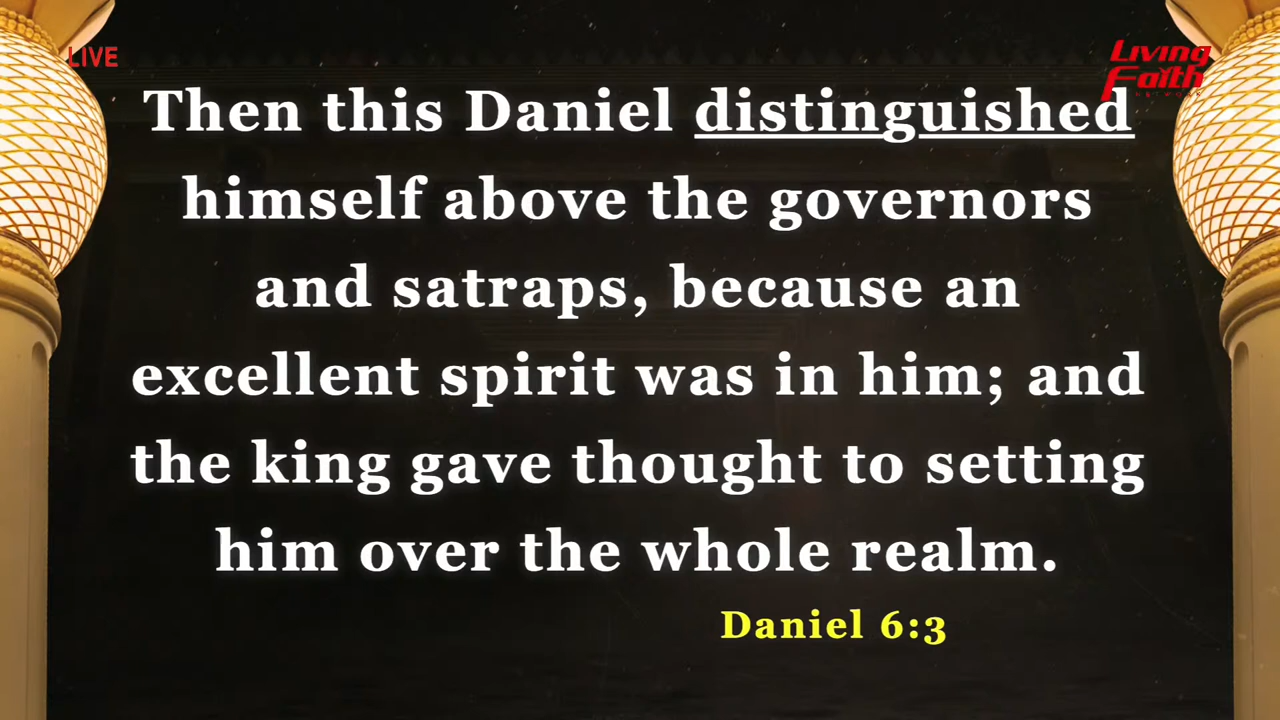 LIVE
Living
Faith
Then this Daniel distinguished
himself above the governors
and satraps, because an
excellent spirit was in him; and
the king gave thought to setting
him over the whole realm.
Daniel 6:3